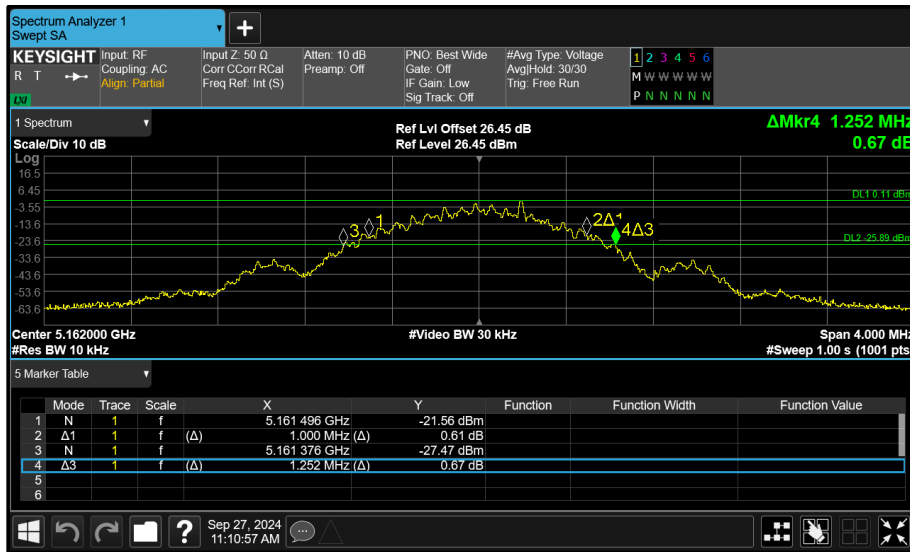 Spectrum Analyzer 1
Swept SA
+
KEYSIGHT
R T
LXI
Input: RF
Coupling: AC
Align: Partial
Input Z: 50 Ω
Corr CCorr RCal
Freq Ref: Int (S)
Atten: 10 dB
Preamp: Off
PNO: Best Wide
Gate: Off
IF Gain: Low
Sig Track: Off
#Avg Type: Voltage
Avg|Hold: 30/30
Trig: Free Run
1 2 3 4 5 6
M W W W W W
P N N N N N
1 Spectrum
Scale/Div 10 dB
Ref Lvl Offset 26.45 dB
Ref Level 26.45 dBm
ΔMkr4 1.252 MHz
0.67 dB
Log
16.5
6.45
-3.55
-13.6
-23.6
-33.6
-43.6
-53.6
-63.6
DL1 0.11 dBm
DL2 -25.89 dBm
3
1
2Δ1
4Δ3
Center 5.162000 GHz
#Video BW 30 kHz
Span 4.000 MHz
#Res BW 10 kHz
#Sweep 1.00 s (1001 pts)
5 Marker Table
Mode Trace Scale X Y Function Function Width Function Value
1 N 1 f 5.161 496 GHz -21.56 dBm
2 Δ1 1 f (Δ) 1.000 MHz (Δ) 0.61 dB
3 N 1 f 5.161 376 GHz -27.47 dBm
4 Δ3 1 f (Δ) 1.252 MHz (Δ) 0.67 dB
5
6
?
Sep 27, 2024
11:10:57 AM